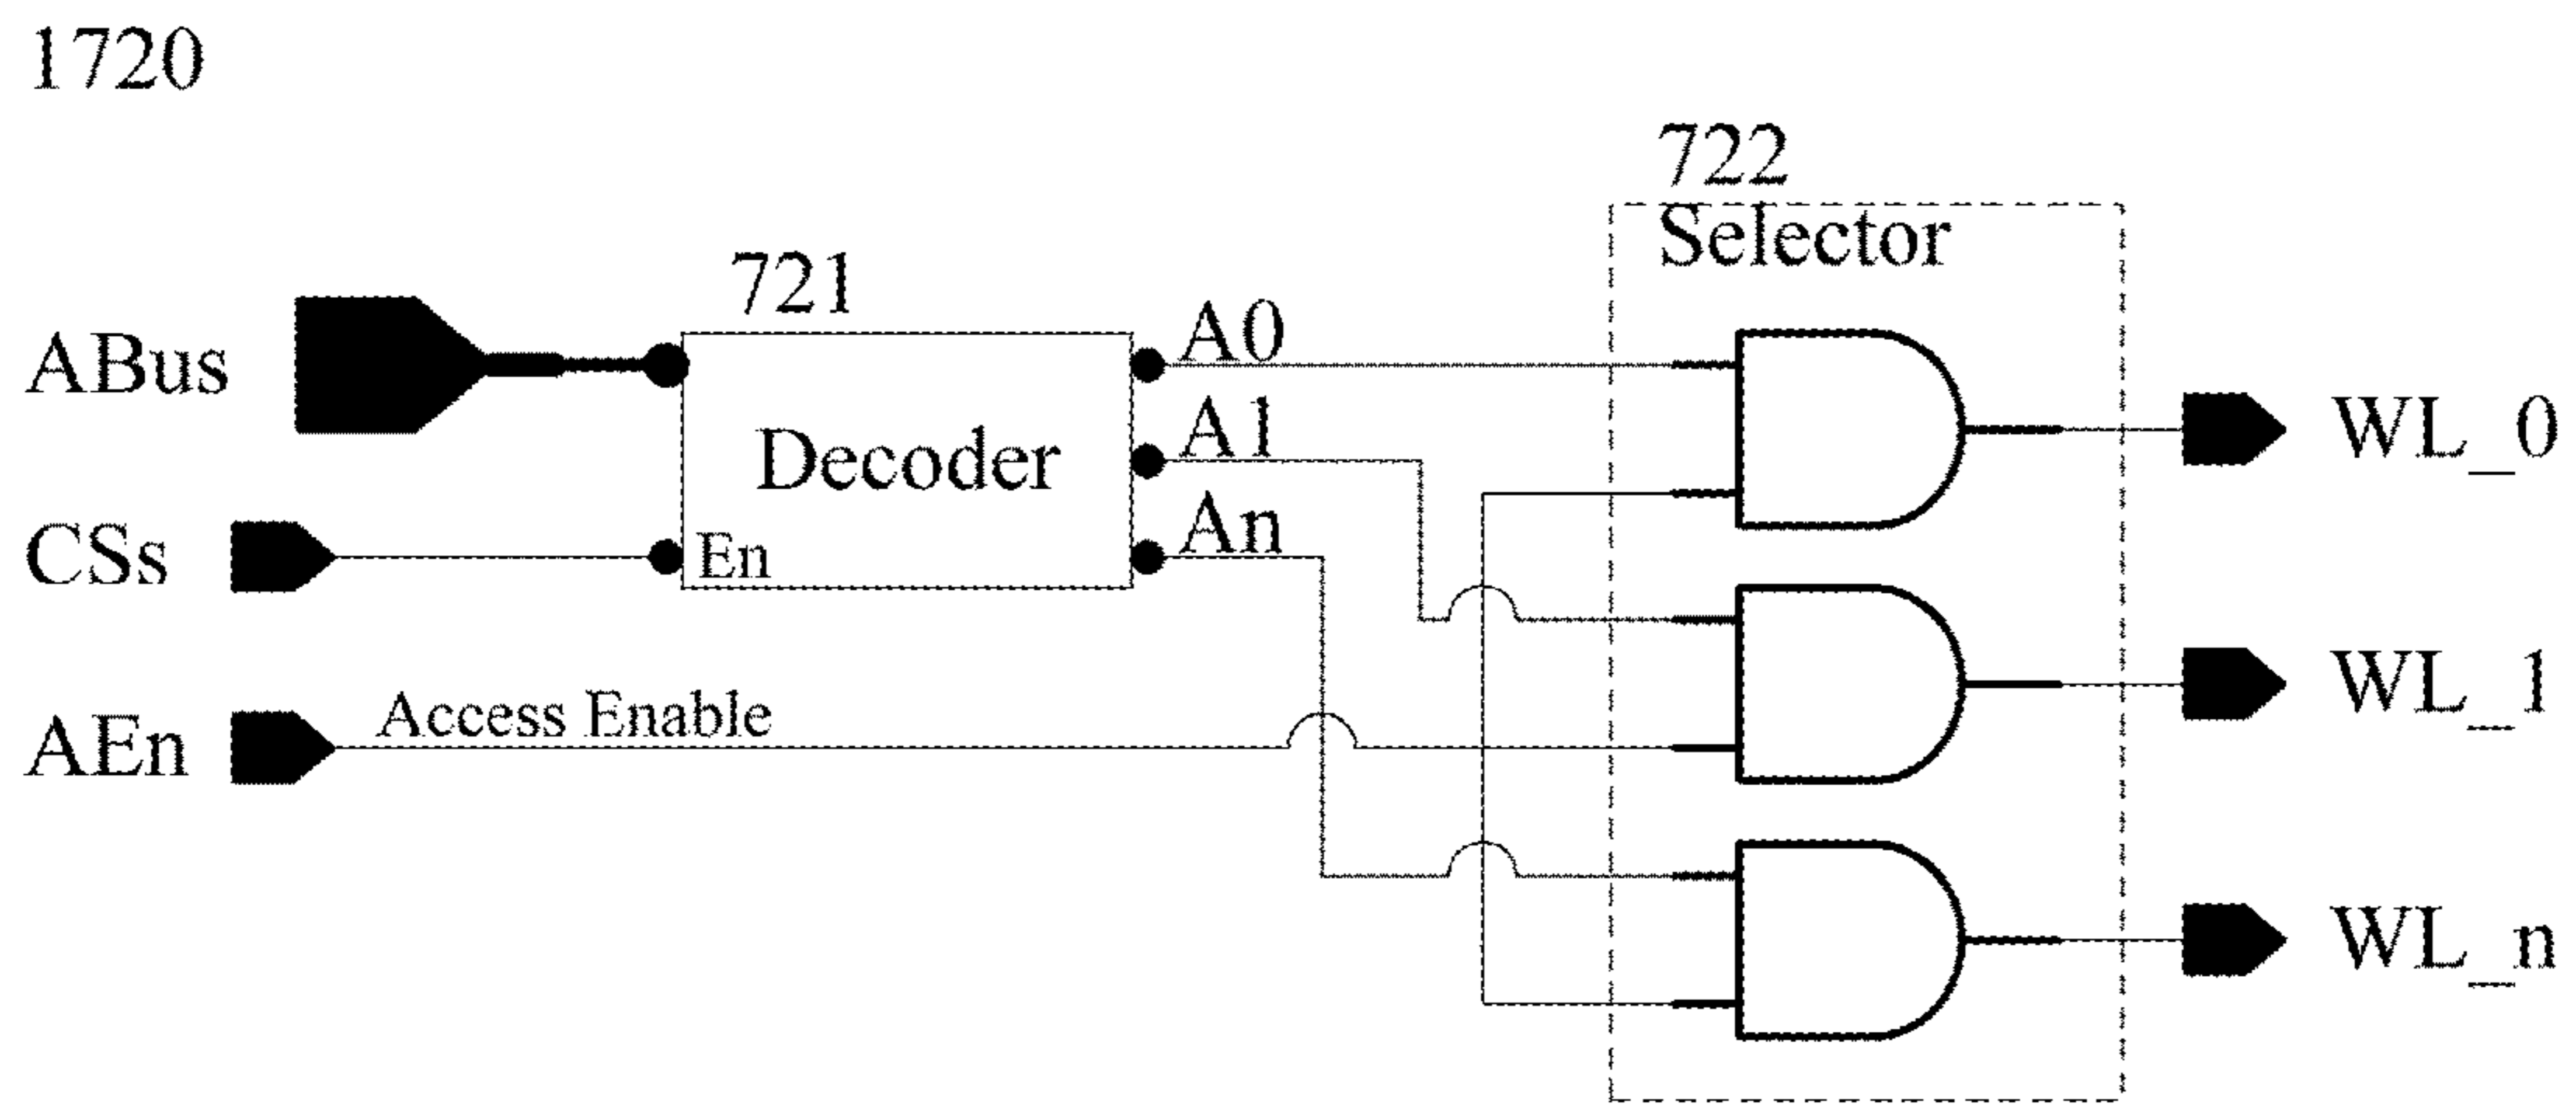 1720
722
Selector
721
ABus
A0
A1
An
Decoder
En
CSs
AEn
Access Enable
WL_0
WL_1
WL_n